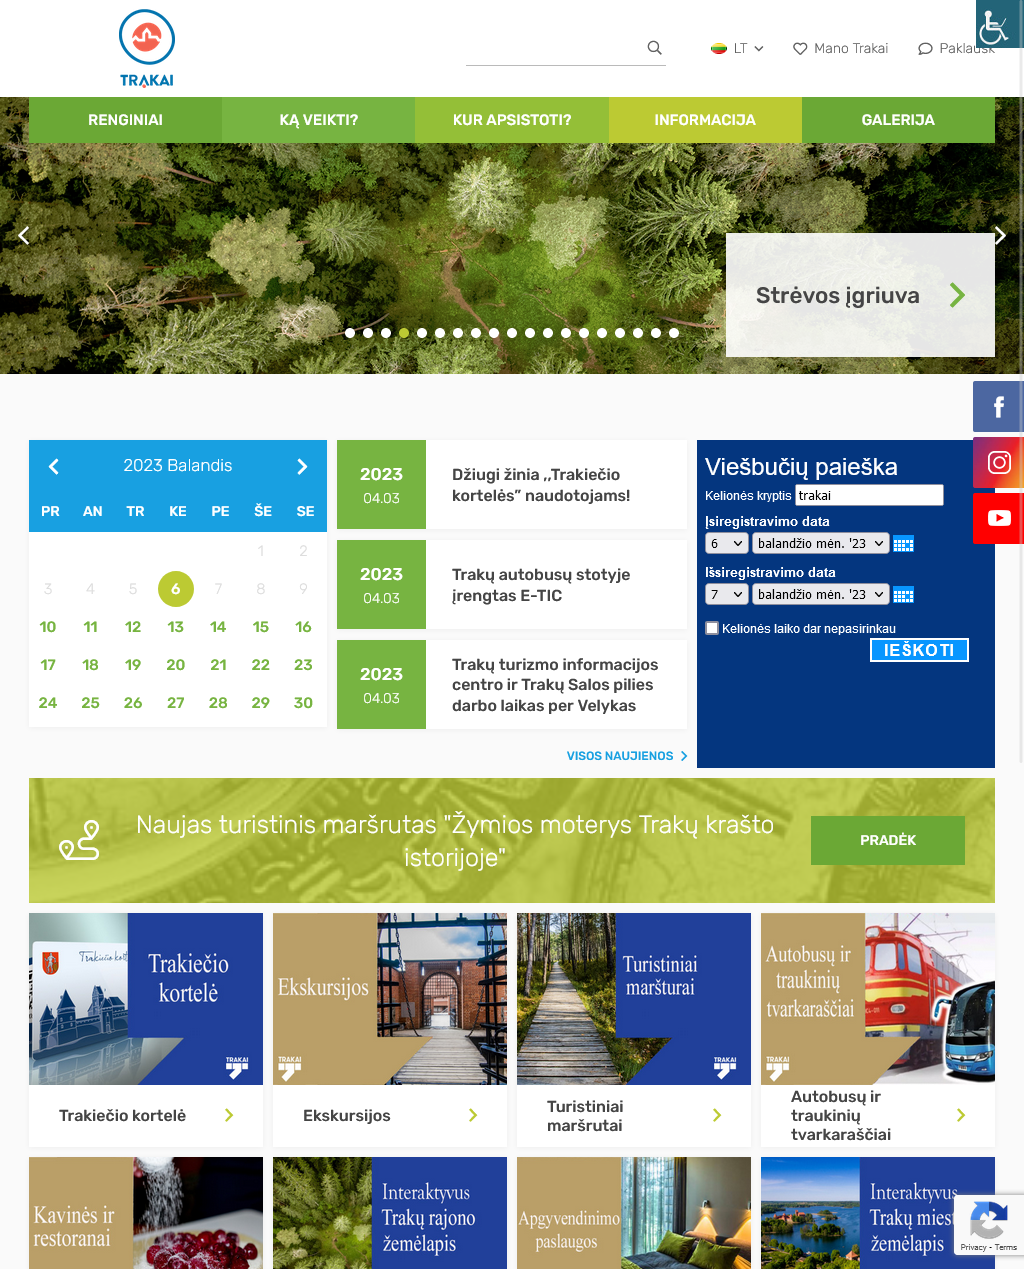 TRAKAI
LT
Mano Trakai
Paklausk
RENGINIAI
KĄ VEIKTI?
KUR APSISTOTI?
INFORMACIJA
GALERIJA
Strėvos įgriuva
2023 Balandis
PR AN TR KE PE ŠE SE
1 2
3 4 5 6 7 8 9
10 11 12 13 14 15 16
17 18 19 20 21 22 23
24 25 26 27 28 29 30
2023
04.03
Džiugi žinia ,,Trakiečio
kortelės” naudotojams!
2023
04.03
Trakų autobusų stotyje
įrengtas E-TIC
2023
04.03
Trakų turizmo informacijos
centro ir Trakų Salos pilies
darbo laikas per Velykas
VISOS NAUJIENOS
Viešbučių paieška
Kelionės kryptis trakai
Įsiregistravimo data
6 balandžio mėn. '23
Išsiregistravimo data
7 balandžio mėn. '23
Kelionės laiko dar nepasirinkau
IEŠKOTI
Naujas turistinis maršrutas "Žymios moterys Trakų krašto
istorijoje"
PRADĖK
Trakiečio
kortelė
TRAKAI
Trakiečio kortelė
Ekskursijos
TRAKAI
Ekskursijos
Turistiniai
maršturai
TRAKAI
Turistiniai
maršrutai
Autobusų ir
traukinių
tvarkaraščiai
TRAKAI
Autobusų ir
traukinių
tvarkaraščiai
Kavinės ir
restoranai
Interaktyvus
Trakų rajono
žemėlapis
Apgyvendinimo
paslaugos
Interaktyvus
Trakų miest
žemėlapis
Privacy - Terms